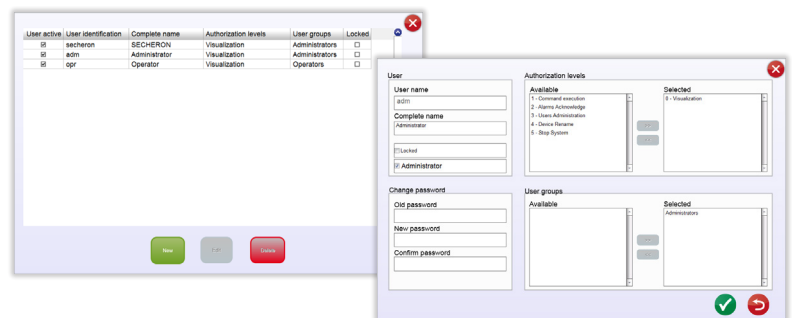 User active User identification Complete name Authorization levels User groups Locked
secheron SECHERON Visualization Administrators
adm Administrator Visualization Administrators
opr Operator Visualization Operators
New Delete
User
User name
adm
Complete name
Administrator
Locked
Administrator
Authorization levels
Available Selected
1 - Command execution
2 - Alarms Acknowledge
3 - Users Administration
4 - Device Rename
5 - Stop System
6 - Visualization
Change password
Old password
New password
Confirm password
User groups
Available Selected
Administrators